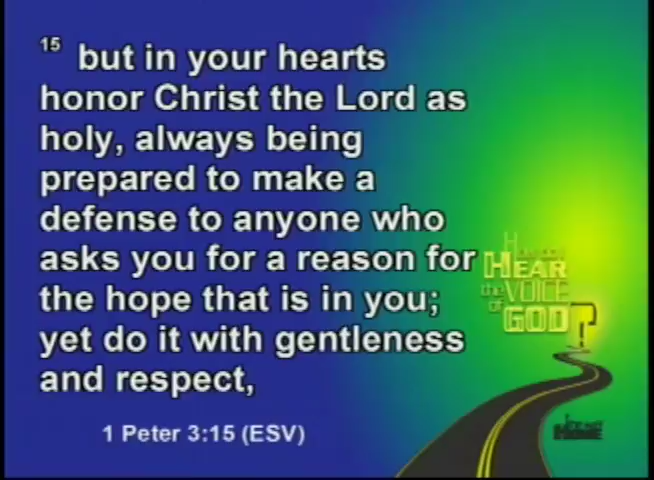 15 but in your hearts
honor Christ the Lord as
holy, always being
prepared to make a
defense to anyone who
asks you for a reason for
the hope that is in you;
yet do it with gentleness
and respect,
1 Peter 3:15 (ESV)
HEAR
the VOICE
of GOD?